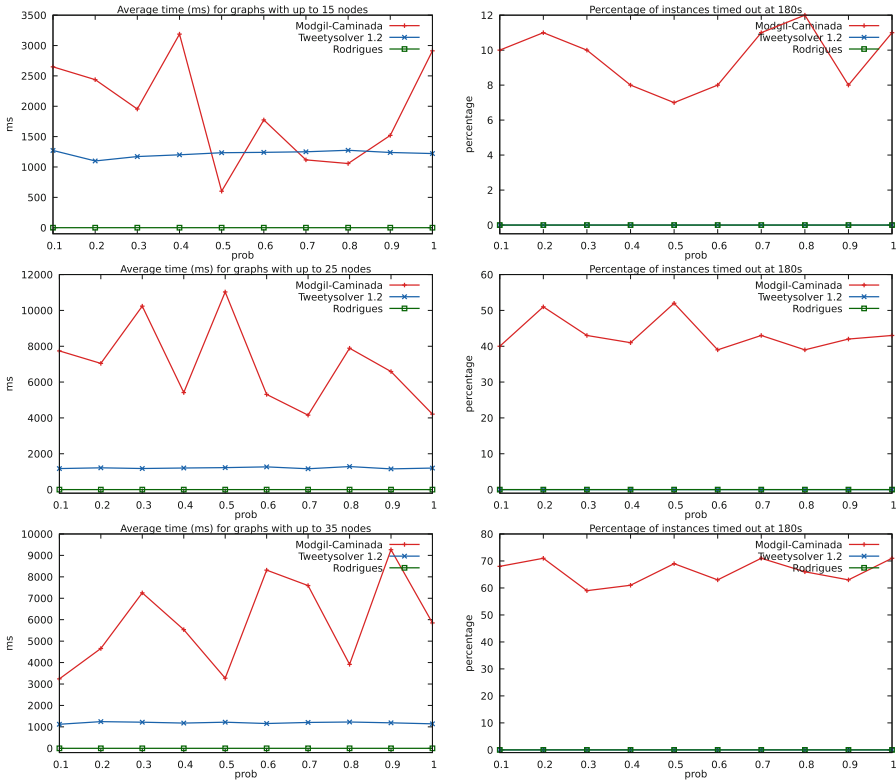 Average time (ms) for graphs with up to 15 nodes
3500
3000
2500
2000
1500
1000
500
0
ms
Modgil-Caminada
Tweetysolver 1.2
Rodrigues
0.1 0.2 0.3 0.4 0.5 0.6 0.7 0.8 0.9 1
prob
Percentage of instances timed out at 180s
12
10
8
6
4
2
0
percentage
Modgil-Caminada
Tweetysolver 1.2
Rodrigues
0.1 0.2 0.3 0.4 0.5 0.6 0.7 0.8 0.9 1
prob
Average time (ms) for graphs with up to 25 nodes
12000
10000
8000
6000
4000
2000
0
ms
Modgil-Caminada
Tweetysolver 1.2
Rodrigues
0.1 0.2 0.3 0.4 0.5 0.6 0.7 0.8 0.9 1
prob
Percentage of instances timed out at 180s
60
50
40
30
20
10
0
percentage
Modgil-Caminada
Tweetysolver 1.2
Rodrigues
0.1 0.2 0.3 0.4 0.5 0.6 0.7 0.8 0.9 1
prob
Average time (ms) for graphs with up to 35 nodes
10000
9000
8000
7000
6000
5000
4000
3000
2000
1000
0
ms
Modgil-Caminada
Tweetysolver 1.2
Rodrigues
0.1 0.2 0.3 0.4 0.5 0.6 0.7 0.8 0.9 1
prob
Percentage of instances timed out at 180s
80
70
60
50
40
30
20
10
0
percentage
Modgil-Caminada
Tweetysolver 1.2
Rodrigues
0.1 0.2 0.3 0.4 0.5 0.6 0.7 0.8 0.9 1
prob